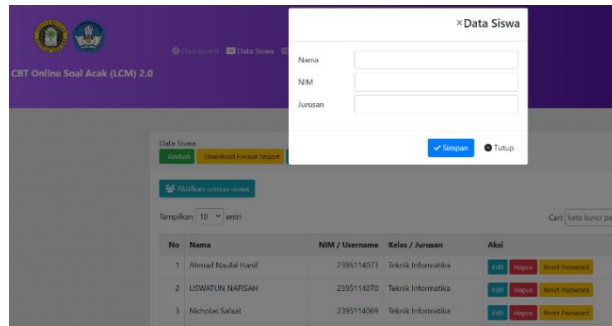 ×Data Siswa
Dashboard Data Siswa
Nama
NIM
CBT Online Soal Acak (LCM) 2.0
Jurusan
Data Siswa
Simpan Tutup
Tambah Download Format Import
Aktifkan semua siswa
Tampilkan 10 entri
Cari: kata kunci pe
No Nama NIM / Username Kelas / Jurusan Aksi
1 Ahmad Naufal Hanif 2395114073 Teknik Informatika Edit Hapus Reset Password
2 USWATUN NAFISAH 2395114070 Teknik Informatika Edit Hapus Reset Password
3 Nicholas Safaat 2395114069 Teknik Informatika Edit Hapus Reset Password